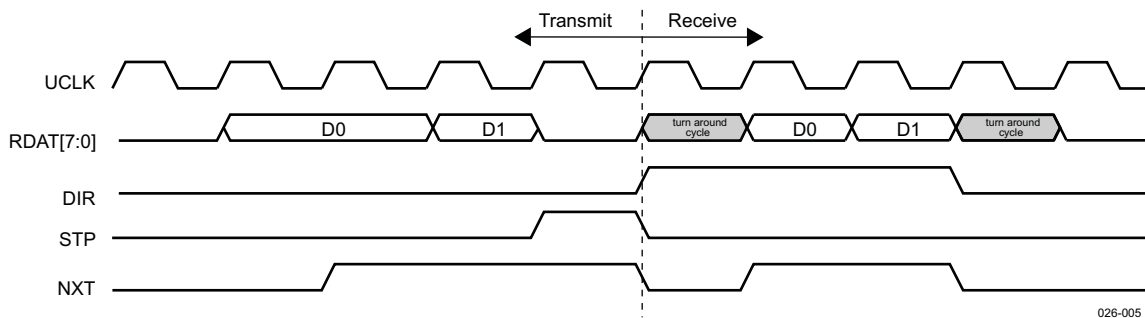 Transmit Receive
UCLK
RDAT[7:0] D0 D1 turn around cycle D0 D1 turn around cycle
DIR
STP
NXT
026-005